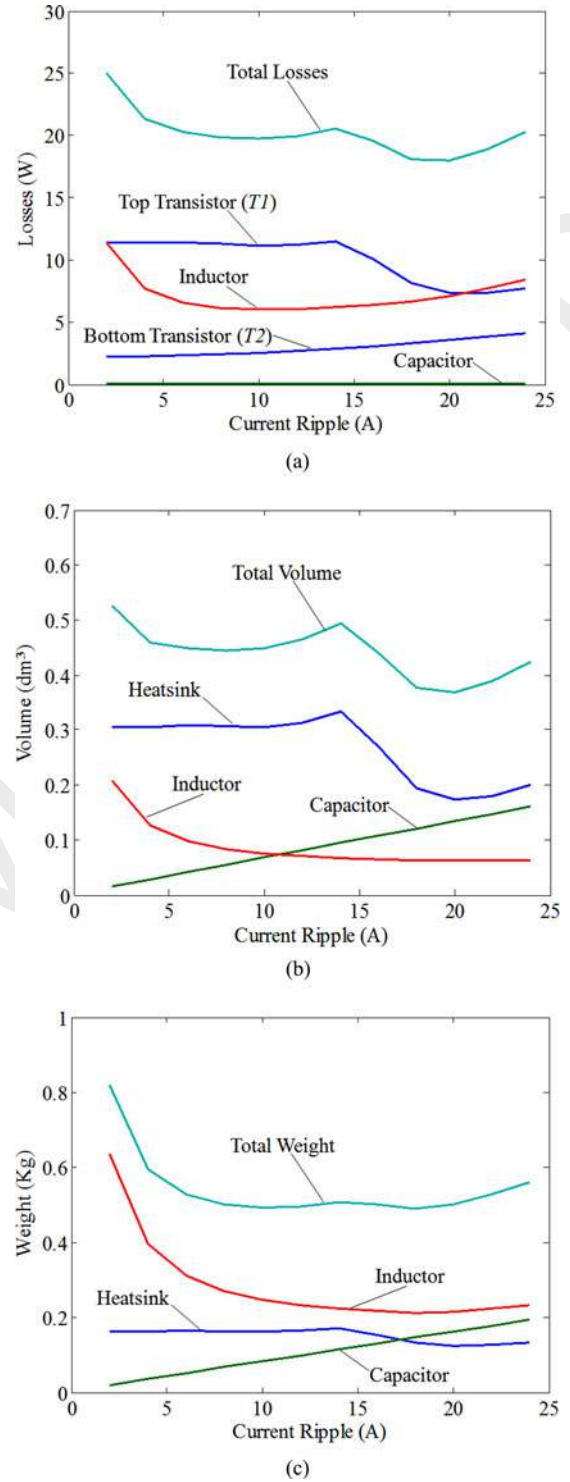 30
25
20
15
10
5
0
Losses (W)
Total Losses
Top Transistor (T1)
Inductor
Bottom Transistor (T2)
Capacitor
0 5 10 15 20 25
Current Ripple (A)
(a)
0.7
0.6
0.5
0.4
0.3
0.2
0.1
0
Volume (dm³)
Total Volume
Heatsink
Inductor
Capacitor
0 5 10 15 20 25
Current Ripple (A)
(b)
1
0.8
0.6
0.4
0.2
0
Weight (Kg)
Total Weight
Inductor
Heatsink
Capacitor
0 5 10 15 20 25
Current Ripple (A)
(c)